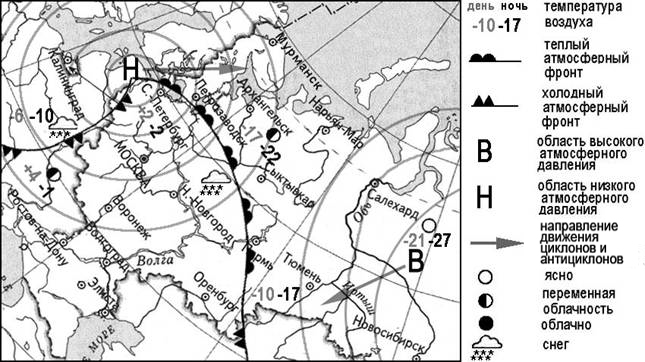 Калининград
Мурманск
Н
С.-Петербург
Петрозаводск
Архангельск
Нарьян-Мар
-6 -10
-2 -2
-17 -22
МОСКВА
+4 -1
Сыктывкар
Салехард
Обь
Воронеж
Н.-Новгород
Ростов-на-Дону
Волгоград
Волга
Пермь
Тюмень
-21 -27
В
Элиста
Оренбург
-10 -17
Иртыш
Новосибирск
МОРЕ
день ночь
-10 -17
температура
воздуха
теплый
атмосферный
фронт
холодный
атмосферный
фронт
В
область высокого
атмосферного
давления
Н
область низкого
атмосферного
давления
направление
движения
циклонов и
антициклонов
ясно
переменная
облачность
облачно
снег